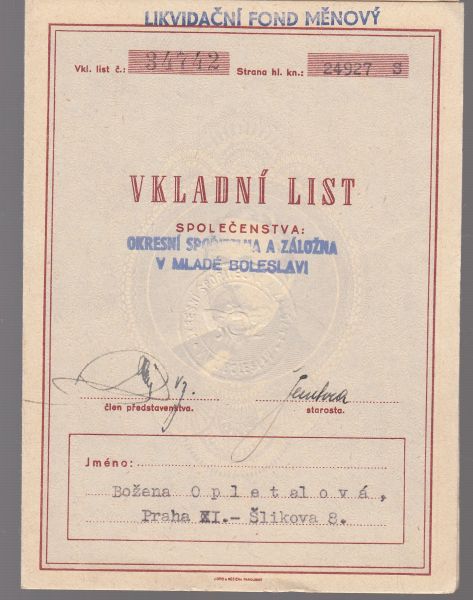 LIKVIDAČNÍ FOND MĚNOVÝ
Vkl. list č.: 34742 Strana hl. kn.: 24927 S
VKLADNÍ LIST
SPOLEČENSTVA:
OKRESNÍ SPOŘITELNA A ZÁLOŽNA
V MLADÉ BOLESLAVI
člen představenstva. starosta.
Jméno:
Božena Opletalová,
Praha XI.- Šlikova 8.